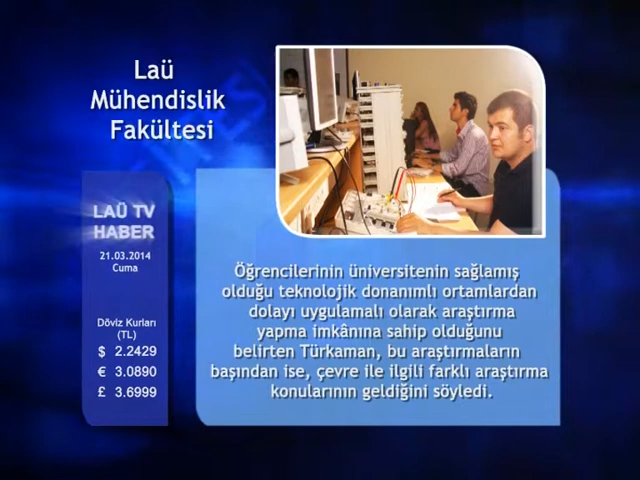 Laü
Mühendislik
Fakültesi
LAÜ TV
HABER
21.03.2014
Cuma
Döviz Kurları
(TL)
$ 2.2429
€ 3.0890
£ 3.6999
Öğrencilerinin üniversitenin sağlamış
olduğu teknolojik donanımlı ortamlardan
dolayı uygulamalı olarak araştırma
yapma imkânına sahip olduğunu
belirten Türkaman, bu araştırmaların
başından ise, çevre ile ilgili farklı araştırma
konularının geldiğini söyledi.